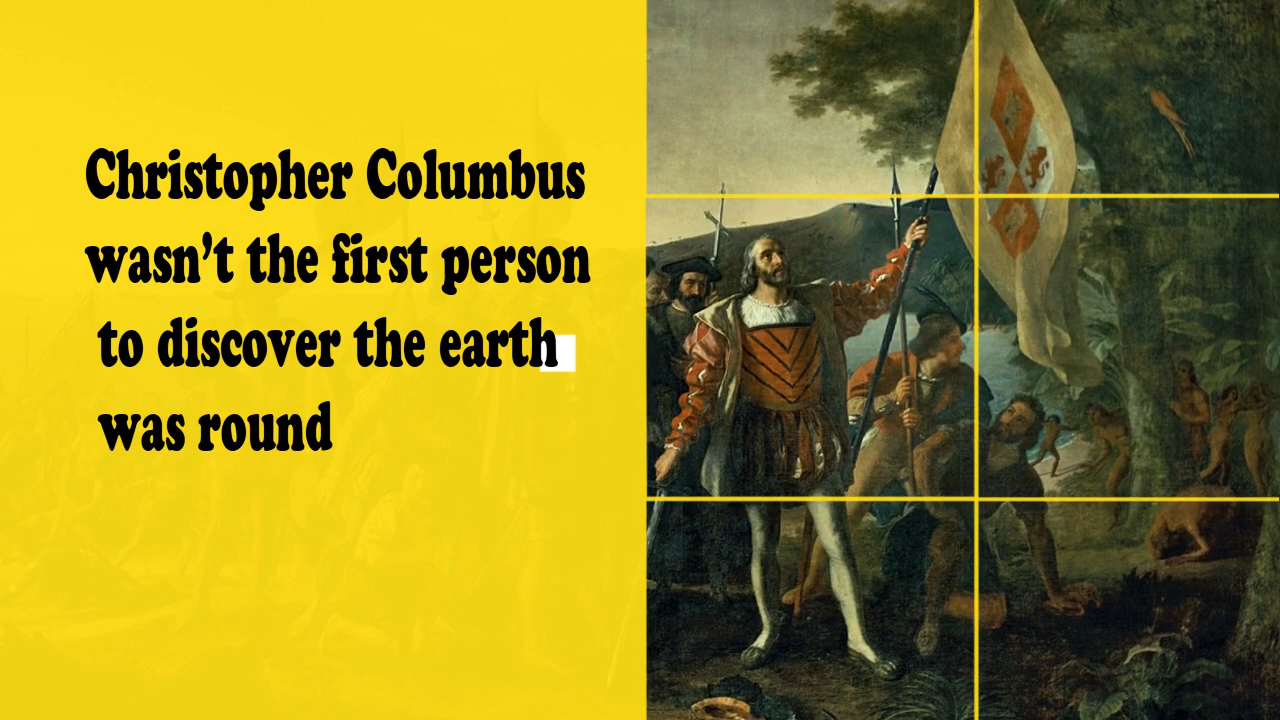 Christopher Columbus
wasn’t the first person
to discover the earth
was round